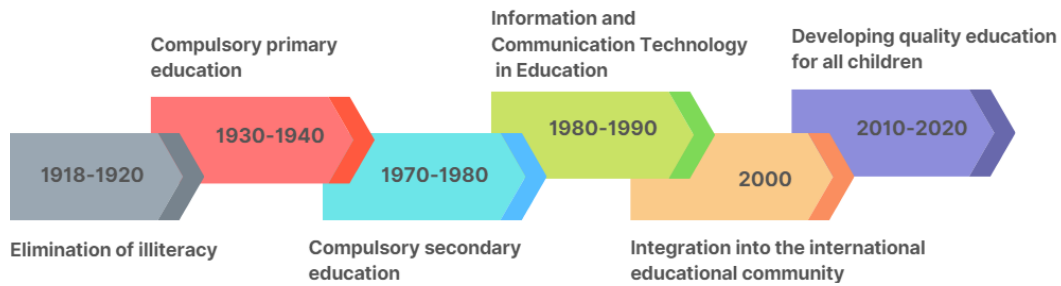 1918-1920
Elimination of illiteracy
Compulsory primary
education
1930-1940
1970-1980
Compulsory secondary
education
Information and
Communication Technology
in Education
1980-1990
2000
Integration into the international
educational community
Developing quality education
for all children
2010-2020